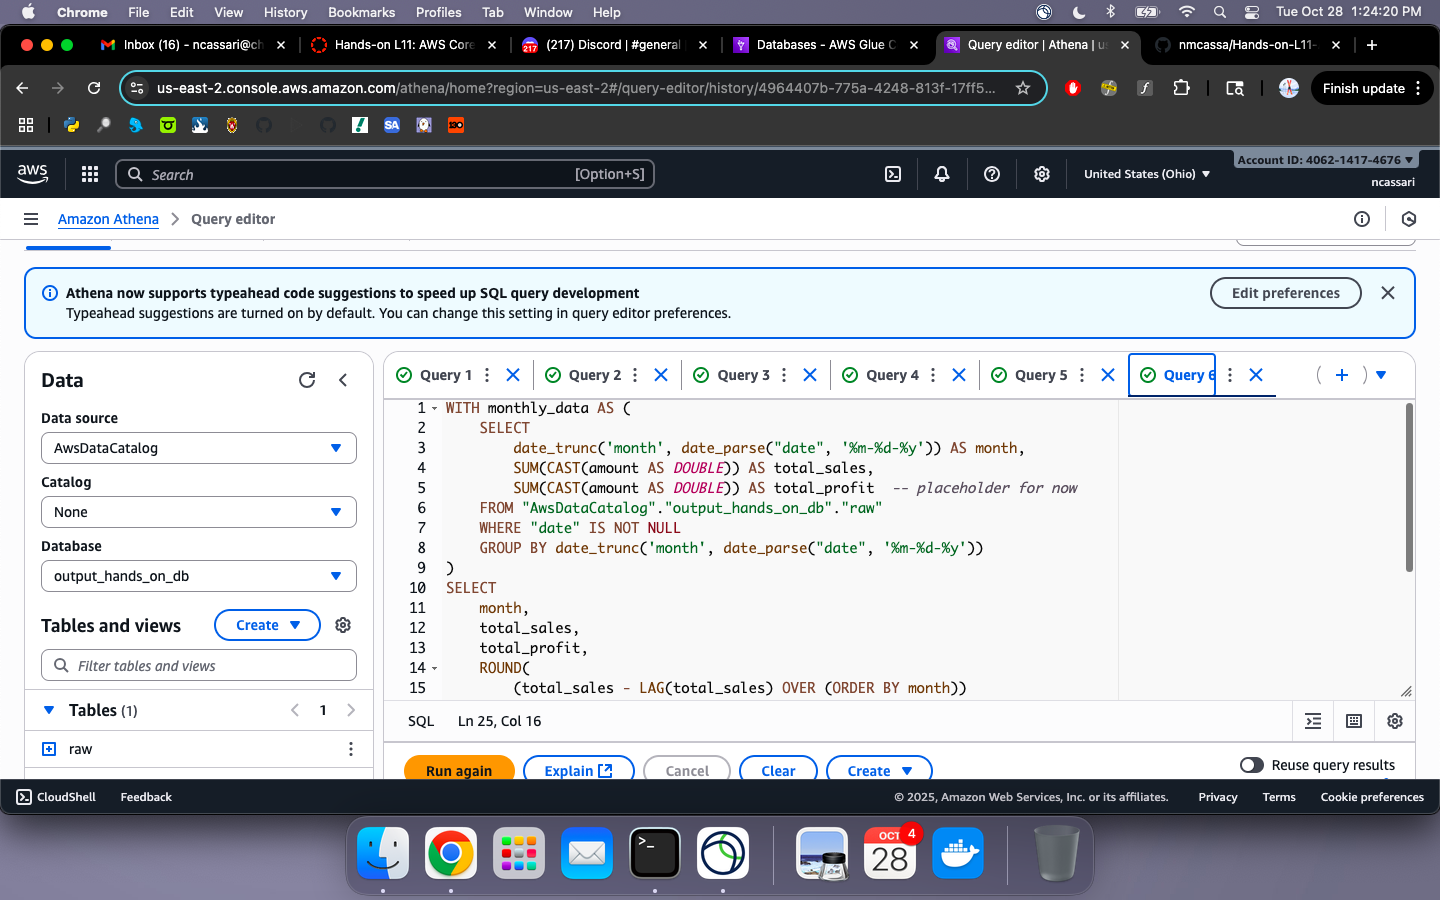 Chrome File Edit View History Bookmarks Profiles Tab Window Help Tue Oct 28 1:24:20 PM
Inbox (16) - ncassari@ch Hands-on L11: AWS Core 217 (217) Discord | #general Databases - AWS Glue C Query editor | Athena | us nmcassa/Hands-on-L11-
us-east-2.console.aws.amazon.com/athena/home?region=us-east-2#/query-editor/history/4964407b-775a-4248-813f-17ff5... Finish update
SA
aws Search [Option+S] United States (Ohio) Account ID: 4062-1417-4676
ncassari
Amazon Athena Query editor
Athena now supports typeahead code suggestions to speed up SQL query development
Typeahead suggestions are turned on by default. You can change this setting in query editor preferences.
Edit preferences
Data
Data source
AwsDataCatalog
Catalog
None
Database
output_hands_on_db
Tables and views Create
Filter tables and views
Tables (1) 1
raw
Query 1 Query 2 Query 3 Query 4 Query 5 Query 6
1 WITH monthly_data AS (
2 SELECT
3 date_trunc('month', date_parse("date", '%m-%d-%y')) AS month,
4 SUM(CAST(amount AS DOUBLE)) AS total_sales,
5 SUM(CAST(amount AS DOUBLE)) AS total_profit -- placeholder for now
6 FROM "AwsDataCatalog"."output_hands_on_db"."raw"
7 WHERE "date" IS NOT NULL
8 GROUP BY date_trunc('month', date_parse("date", '%m-%d-%y'))
9 )
10 SELECT
11 month,
12 total_sales,
13 total_profit,
14 ROUND(
15 (total_sales - LAG(total_sales) OVER (ORDER BY month))
SQL Ln 25, Col 16
Run again Explain Cancel Clear Create Reuse query results
CloudShell Feedback © 2025, Amazon Web Services, Inc. or its affiliates. Privacy Terms Cookie preferences
OCT 4
28